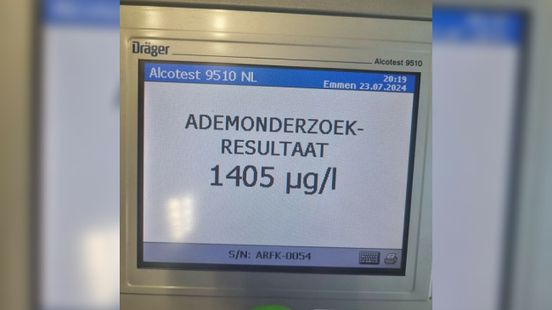 Dräger
Alcotest 9510
Alcotest 9510 NL
20:19
Emmen 23.07.2024
ADEMONDERZOEK-
RESULTAAT
1405 µg/l
S/N: ARFK-0054